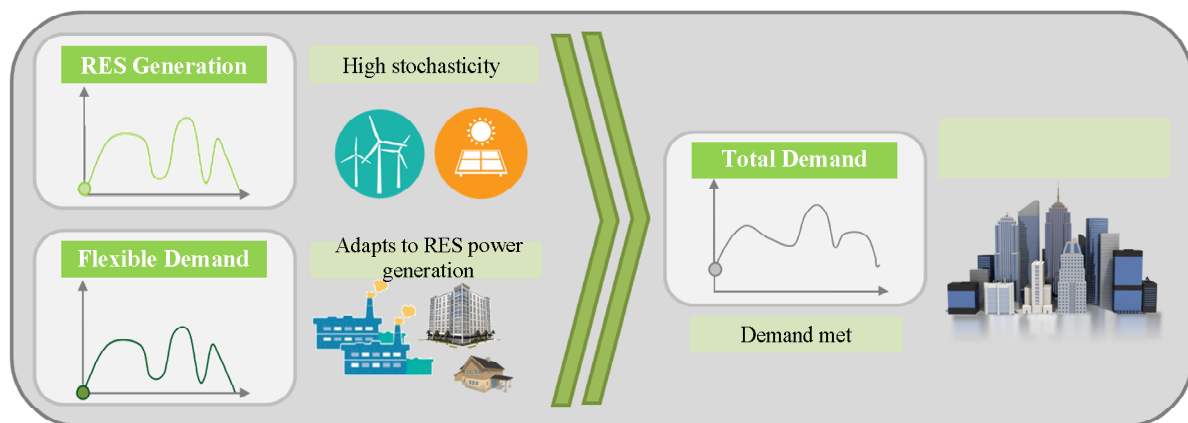 RES Generation
High stochasticity
Flexible Demand
Adapts to RES power
generation
Total Demand
Demand met